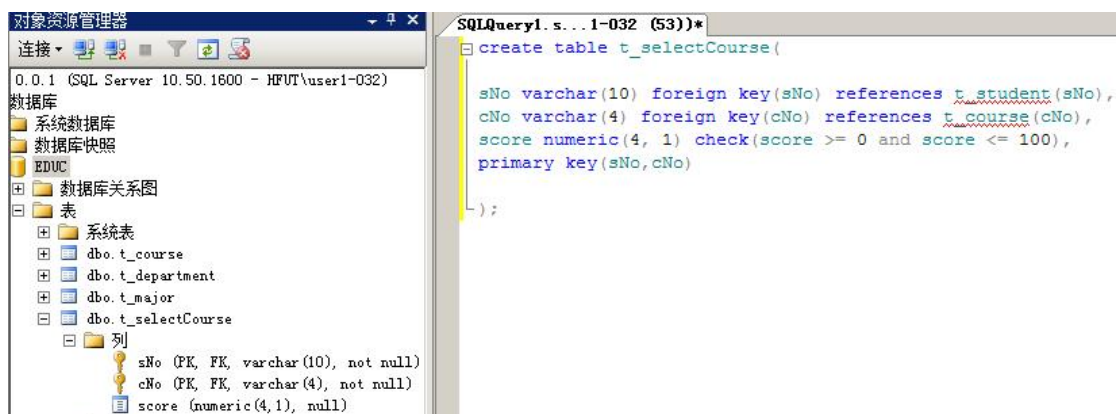 对象资源管理器
连接
0.0.1 (SQL Server 10.50.1600 - HFUT\user1-032)
数据库
系统数据库
数据库快照
EDUC
数据库关系图
表
系统表
dbo.t_course
dbo.t_department
dbo.t_major
dbo.t_selectCourse
列
sNo (PK, FK, varchar(10), not null)
cNo (PK, FK, varchar(4), not null)
score (numeric(4,1), null)
SQLQuery1.s...1-032 (53))*
create table t_selectCourse(
sNo varchar(10) foreign key(sNo) references t_student(sNo),
cNo varchar(4) foreign key(cNo) references t_course(cNo),
score numeric(4, 1) check(score >= 0 and score <= 100),
primary key(sNo,cNo)
);